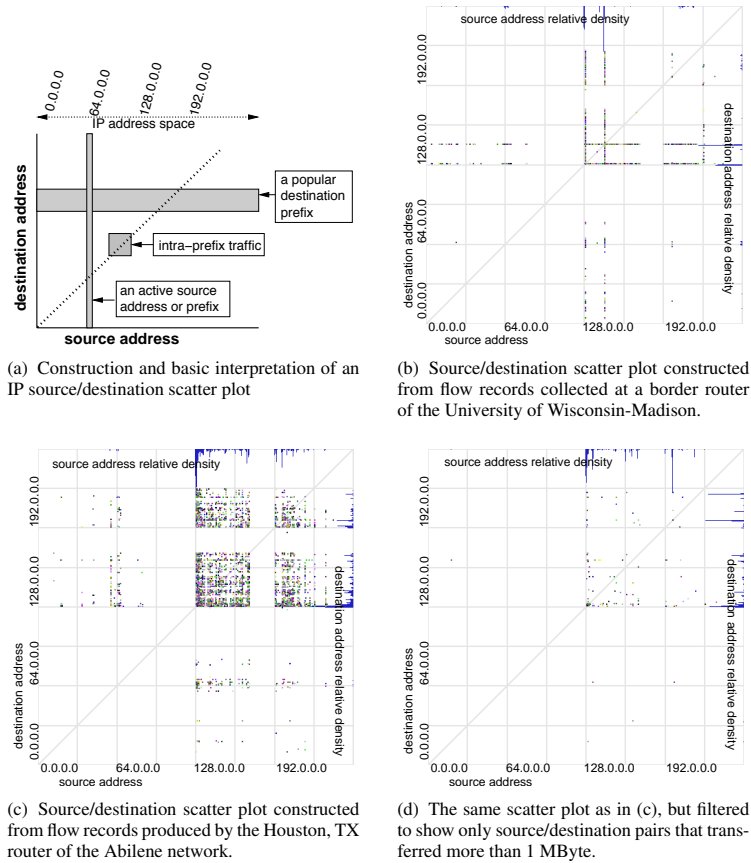 0.0.0.0
64.0.0.0
128.0.0.0
192.0.0.0
IP address space
destination address
a popular
destination
prefix
intra−prefix traffic
an active source
address or prefix
source address
(a) Construction and basic interpretation of an
IP source/destination scatter plot
source address relative density
destination address relative density
destination address
0.0.0.0
64.0.0.0
128.0.0.0
192.0.0.0
0.0.0.0
64.0.0.0
128.0.0.0
192.0.0.0
source address
(b) Source/destination scatter plot constructed
from flow records collected at a border router
of the University of Wisconsin-Madison.
source address relative density
destination address relative density
destination address
0.0.0.0
64.0.0.0
128.0.0.0
192.0.0.0
0.0.0.0
64.0.0.0
128.0.0.0
192.0.0.0
source address
(c) Source/destination scatter plot constructed
from flow records produced by the Houston, TX
router of the Abilene network.
source address relative density
destination address relative density
destination address
0.0.0.0
64.0.0.0
128.0.0.0
192.0.0.0
0.0.0.0
64.0.0.0
128.0.0.0
192.0.0.0
source address
(d) The same scatter plot as in (c), but filtered
to show only source/destination pairs that trans-
ferred more than 1 MByte.